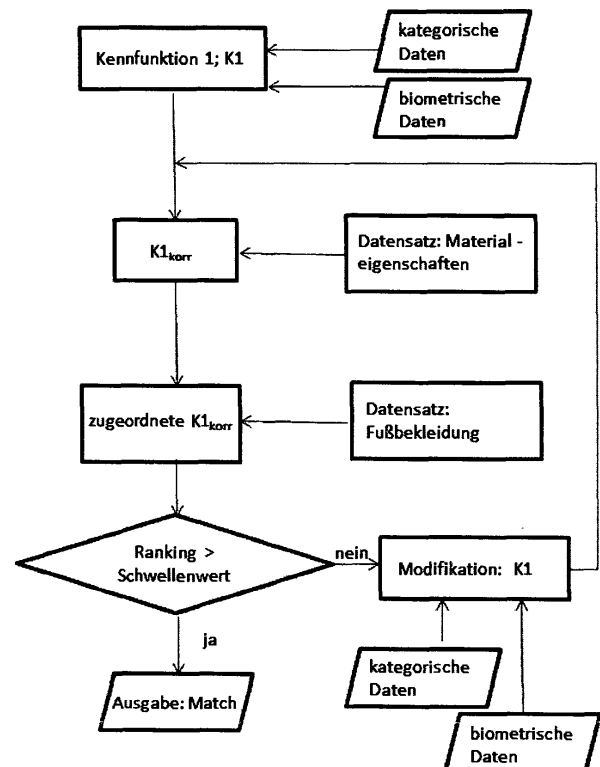 kategorische
Daten
Kennfunktion 1; K1
biometrische
Daten
K1korr
Datensatz: Material -
eigenschaften
zugeordnete K1korr
Datensatz:
Fußbekleidung
Ranking >
Schwellenwert
nein
Modifikation: K1
ja
kategorische
Daten
Ausgabe: Match
biometrische
Daten